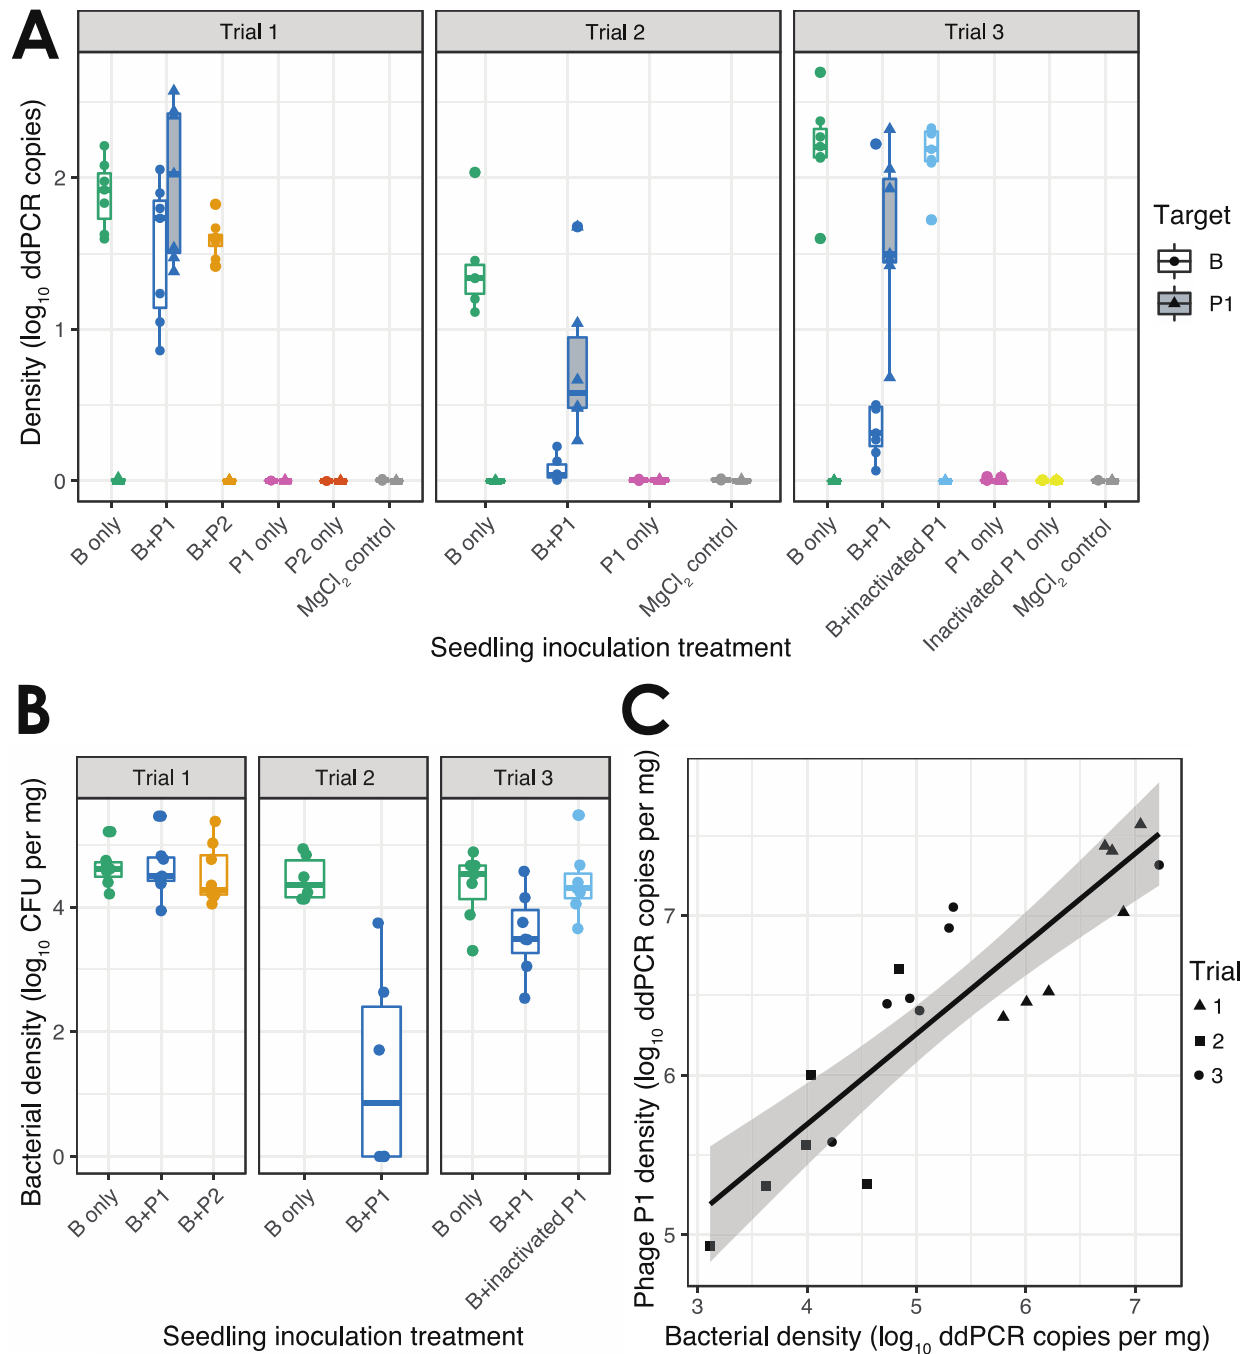 A
Trial 1
Trial 2
Trial 3
Density (log10 ddPCR copies)
2
1
0
B only
B+P1
B+P2
P1 only
P2 only
MgCl2 control
B only
B+P1
P1 only
MgCl2 control
B only
B+P1
B+inactivated P1
P1 only
Inactivated P1 only
MgCl2 control
Seedling inoculation treatment
Target
B
P1
B
Trial 1
Trial 2
Trial 3
Bacterial density (log10 CFU per mg)
4
2
0
B only
B+P1
B+P2
B only
B+P1
B only
B+P1
B+inactivated P1
Seedling inoculation treatment
C
Phage P1 density (log10 ddPCR copies per mg)
7
6
5
3
4
5
6
7
Bacterial density (log10 ddPCR copies per mg)
Trial
1
2
3